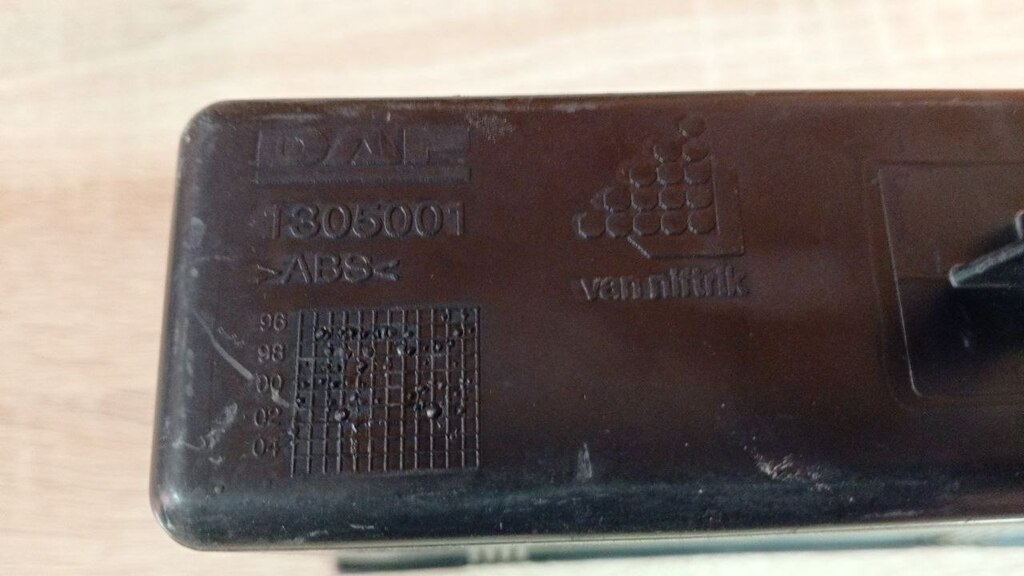 DAF
1305001
>ABS<
96
98
00
02
04
van niftrik